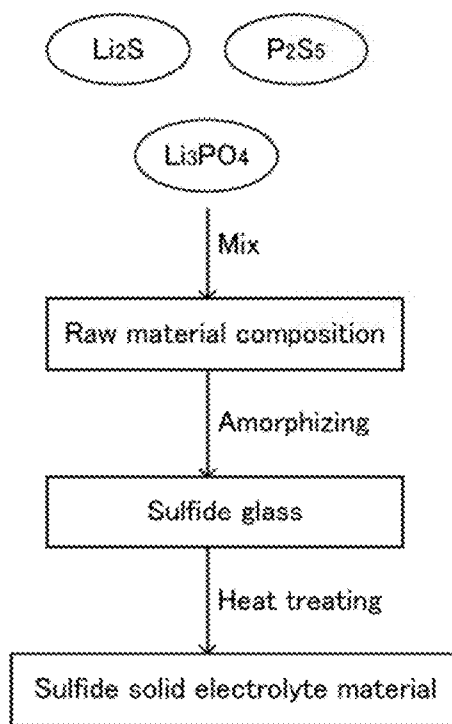 Li2S P2S5
Li3PO4
Mix
Raw material composition
Amorphizing
Sulfide glass
Heat treating
Sulfide solid electrolyte material